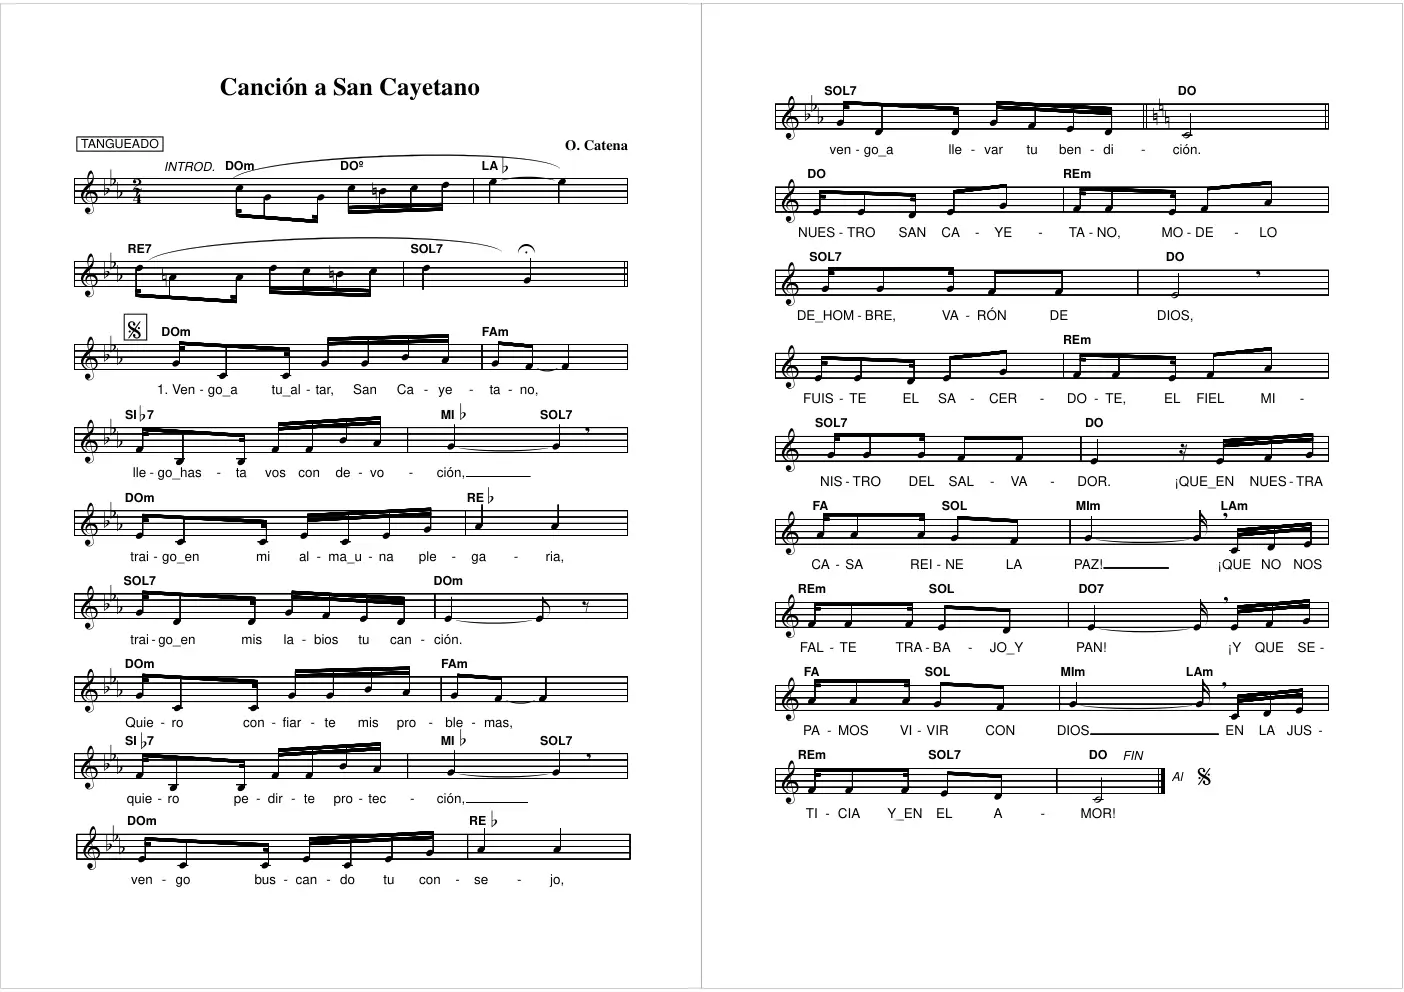 Canción a San Cayetano
TANGUEADO
O. Catena
INTROD. DOm DOº LA♭
2
4
RE7 SOL7
DOm FAm
1. Ven - go_a tu_al - tar, San Ca - ye - ta - no,
SI♭7 MI♭ SOL7
lle - go_has - ta vos con de - vo - ción,
DOm RE♭
trai - go_en mi al - ma_u - na ple - ga - ria,
SOL7 DOm
trai - go_en mis la - bios tu can - ción.
DOm FAm
Quie - ro con - fiar - te mis pro - ble - mas,
SI♭7 MI♭ SOL7
quie - ro pe - dir - te pro - tec - ción,
DOm RE♭
ven - go bus - can - do tu con - se - jo,
SOL7 DO
ven - go_a lle - var tu ben - di - ción.
DO REm
NUES - TRO SAN CA - YE - TA - NO, MO - DE - LO
SOL7 DO
DE_HOM - BRE, VA - RÓN DE DIOS,
REm
FUIS - TE EL SA - CER - DO - TE, EL FIEL MI -
SOL7 DO
NIS - TRO DEL SAL - VA - DOR. ¡QUE_EN NUES - TRA
FA SOL MIm LAm
CA - SA REI - NE LA PAZ! ¡QUE NO NOS
REm SOL DO7
FAL - TE TRA - BA - JO_Y PAN! ¡Y QUE SE -
FA SOL MIm LAm
PA - MOS VI - VIR CON DIOS EN LA JUS -
REm SOL7 DO FIN
Al
TI - CIA Y_EN EL A - MOR!